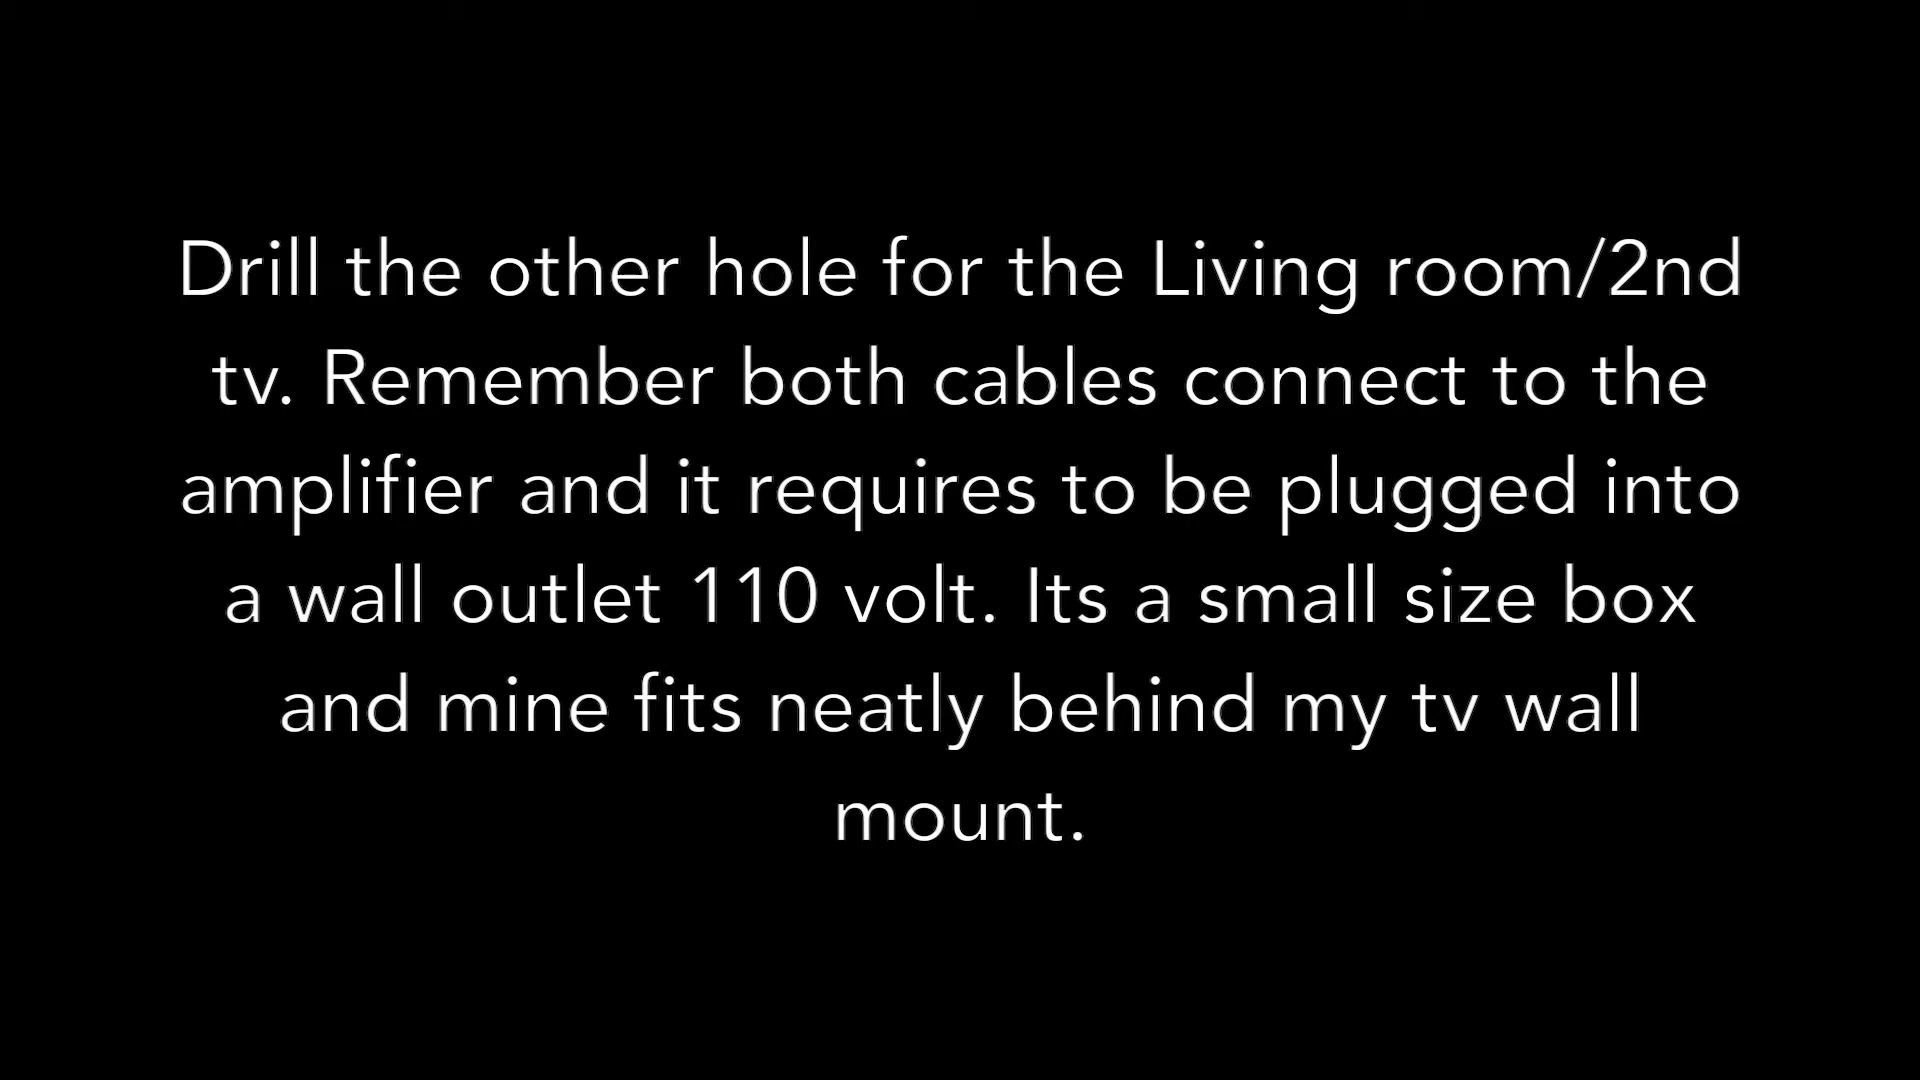 Drill the other hole for the Living room/2nd
tv. Remember both cables connect to the
amplifier and it requires to be plugged into
a wall outlet 110 volt. Its a small size box
and mine fits neatly behind my tv wall
mount.